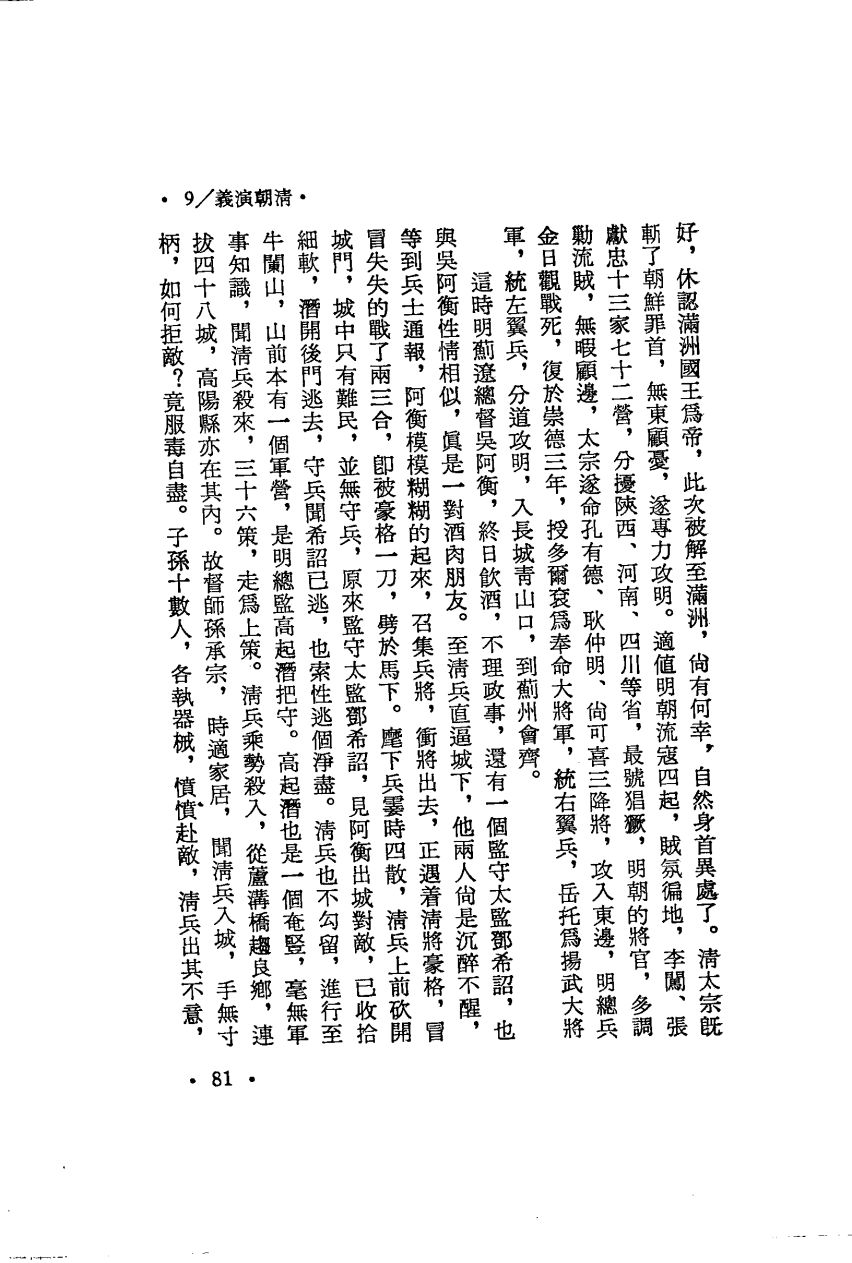 •9/義演朝清•
好，休認滿洲國王爲帝，此次被解至滿洲，尙有何幸，自然身首異處了。淸太宗旣
斬了朝鮮罪首，無東顧憂，遂專力攻明。適値明朝流寇四起，賊氛徧地，李闖、張
獻忠十三家七十二營，分擾陝西、河南、四川等省，最號猖獗，明朝的將官，多調
勦流賊，無暇顧邊，太宗遂命孔有德、耿仲明、尙可喜三降將，攻入東邊，明總兵
金日觀戰死，復於崇德三年，授多爾袞爲奉命大將軍，統右翼兵，岳托爲揚武大將
軍，統左翼兵，分道攻明，入長城靑山口，到薊州會齊。
這時明薊遼總督吳阿衡，終日飮酒，不理政事，還有一個監守太監鄧希詔，也
與吳阿衡性情相似，眞是一對酒肉朋友。至淸兵直逼城下，他兩人尙是沉醉不醒，
等到兵士通報，阿衡模模糊糊的起來，召集兵將，衝將出去，正遇着淸將豪格，冒
冒失失的戰了兩三合，卽被豪格一刀，劈於馬下。麾下兵霎時四散，淸兵上前砍開
城門，城中只有難民，並無守兵，原來監守太監鄧希詔，見阿衡出城對敵，已收拾
細軟，潛開後門逃去，守兵聞希詔已逃，也索性逃個淨盡。淸兵也不勾留，進行至
牛闌山，山前本有一個軍營，是明總監高起潛把守。高起潛也是一個奄豎，毫無軍
事知識，聞淸兵殺來，三十六策，走爲上策。淸兵乘勢殺入，從蘆溝橋趨良鄕，連
拔四十八城，高陽縣亦在其內。故督師孫承宗，時適家居，聞淸兵入城，手無寸
柄，如何拒敵？竟服毒自盡。子孫十數人，各執器械，憤憤赴敵，淸兵出其不意，
•81•